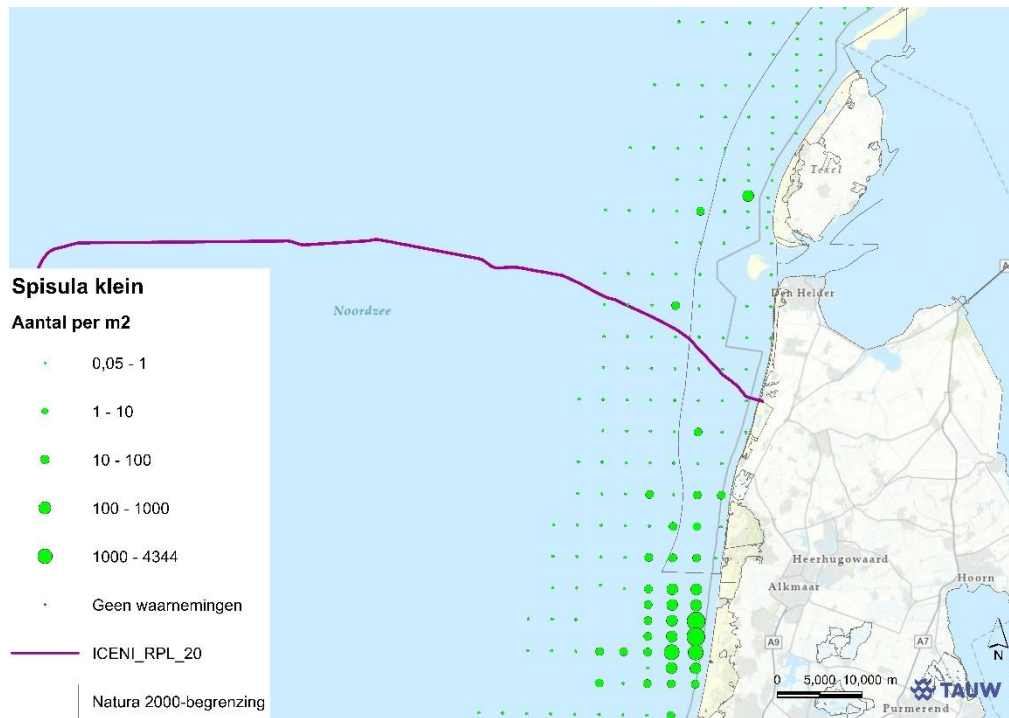 Texel
Noordzee
Den Helder
A
Spisula klein
Aantal per m2
0,05 - 1
1 - 10
10 - 100
100 - 1000
1000 - 4344
Geen waarnemingen
ICENI_RPL_20
Natura 2000-begrenzing
Heerhugowaard
Alkmaar
Hoorn
A9
A7
N
0 5,000 10,000 m
TAUW
Purmerend